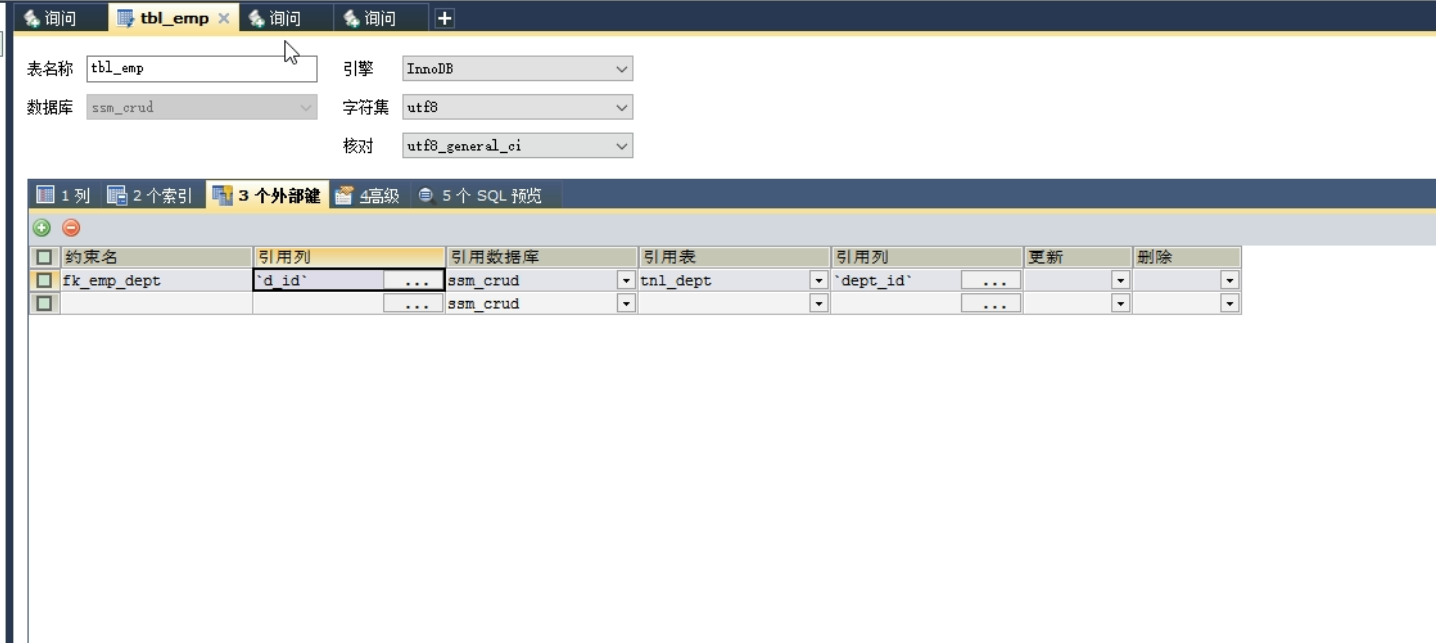 询问 tbl_emp 询问 询问
表名称 tbl_emp 引擎 InnoDB
数据库 ssm_crud 字符集 utf8
核对 utf8_general_ci
1 列 2 个索引 3 个外部键 4高级 5 个 SQL 预览
约束名 引用列 引用数据库 引用表 引用列 更新 删除
fk_emp_dept `d_id` ... ssm_crud tnl_dept `dept_id` ...
... ssm_crud ...